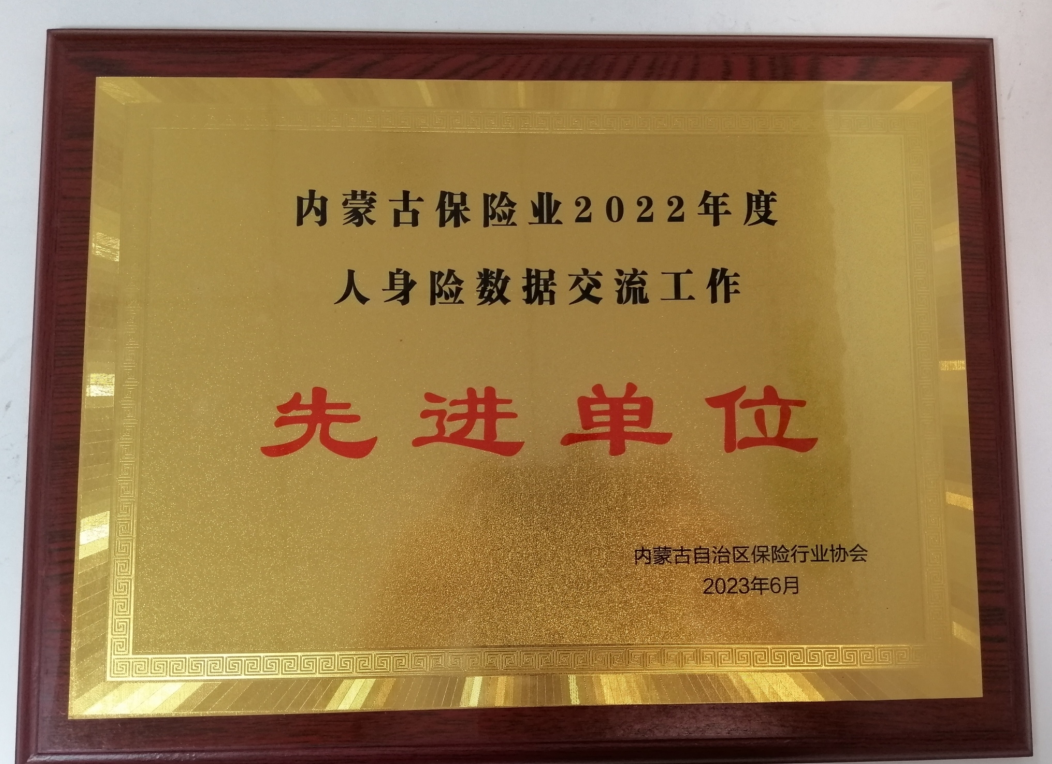 内蒙古保险业2022年度
人身险数据交流工作
先进单位
内蒙古自治区保险行业协会
2023年6月